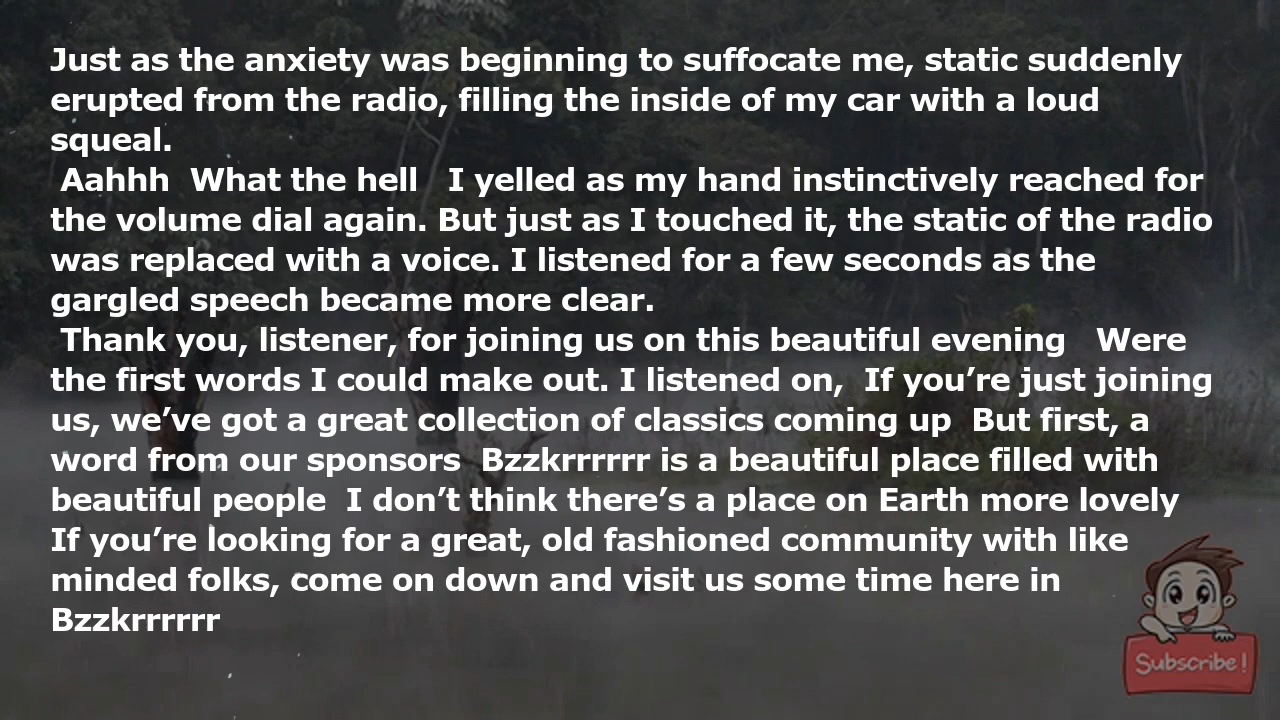 Just as the anxiety was beginning to suffocate me, static suddenly
erupted from the radio, filling the inside of my car with a loud
squeal.
Aahhh  What the hell   I yelled as my hand instinctively reached for
the volume dial again. But just as I touched it, the static of the radio
was replaced with a voice. I listened for a few seconds as the
gargled speech became more clear.
Thank you, listener, for joining us on this beautiful evening   Were
the first words I could make out. I listened on,  If you’re just joining
us, we’ve got a great collection of classics coming up  But first, a
word from our sponsors  Bzzkrrrrrr is a beautiful place filled with
beautiful people  I don’t think there’s a place on Earth more lovely
If you’re looking for a great, old fashioned community with like
minded folks, come on down and visit us some time here in
Bzzkrrrrrr
Subscribe!